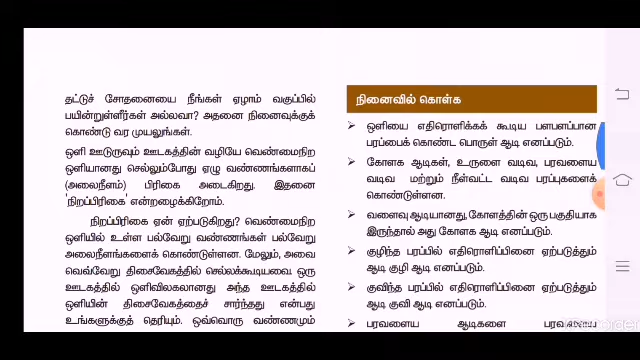 தட்டுச் சோதனையை நீங்கள் ஏழாம் வகுப்பில்
பயின்றுள்ளீர்கள் அல்லவா? அதனை நினைவுக்குக்
கொண்டு வர முயலுங்கள்.
ஒளி ஊடுருவும் ஊடகத்தின் வழியே வெண்மைநிற
ஒளியானது செல்லும்போது ஏழு வண்ணங்களாகப்
(அலைநீளம்) பிரிகை அடைகிறது. இதனை
'நிறப்பிரிகை' என்றழைக்கிறோம்.
நிறப்பிரிகை ஏன் ஏற்படுகிறது? வெண்மைநிற
ஒளியில் உள்ள பல்வேறு வண்ணங்கள் பல்வேறு
அலைநீளங்களைக் கொண்டுள்ளன. மேலும், அவை
வெவ்வேறு திசைவேகத்தில் செல்லக்கூடியவை. ஒரு
ஊடகத்தில் ஒளிவிலகலானது அந்த ஊடகத்தில்
ஒளியின் திசைவேகத்தைச் சார்ந்தது என்பது
உங்களுக்குத் தெரியும். ஒவ்வொரு வண்ணமும்
நினைவில் கொள்க
➢ ஒளியை எதிரொளிக்கக் கூடிய பளபளப்பான
பரப்பைக் கொண்ட பொருள் ஆடி எனப்படும்.
➢ கோளக ஆடிகள், உருளை வடிவ, பரவளைய
வடிவ மற்றும் நீள்வட்ட வடிவ பரப்புகளைக்
கொண்டுள்ளன.
➢ வளைவு ஆடியானது, கோளத்தின் ஒரு பகுதியாக
இருந்தால் அது கோளக ஆடி எனப்படும்.
➢ குழிந்த பரப்பில் எதிரொளிப்பினை ஏற்படுத்தும்
ஆடி குழி ஆடி எனப்படும்.
➢ குவிந்த பரப்பில் எதிரொளிப்பினை ஏற்படுத்தும்
ஆடி குவி ஆடி எனப்படும்.
➢ பரவளைய ஆடிகளை பரவளைய